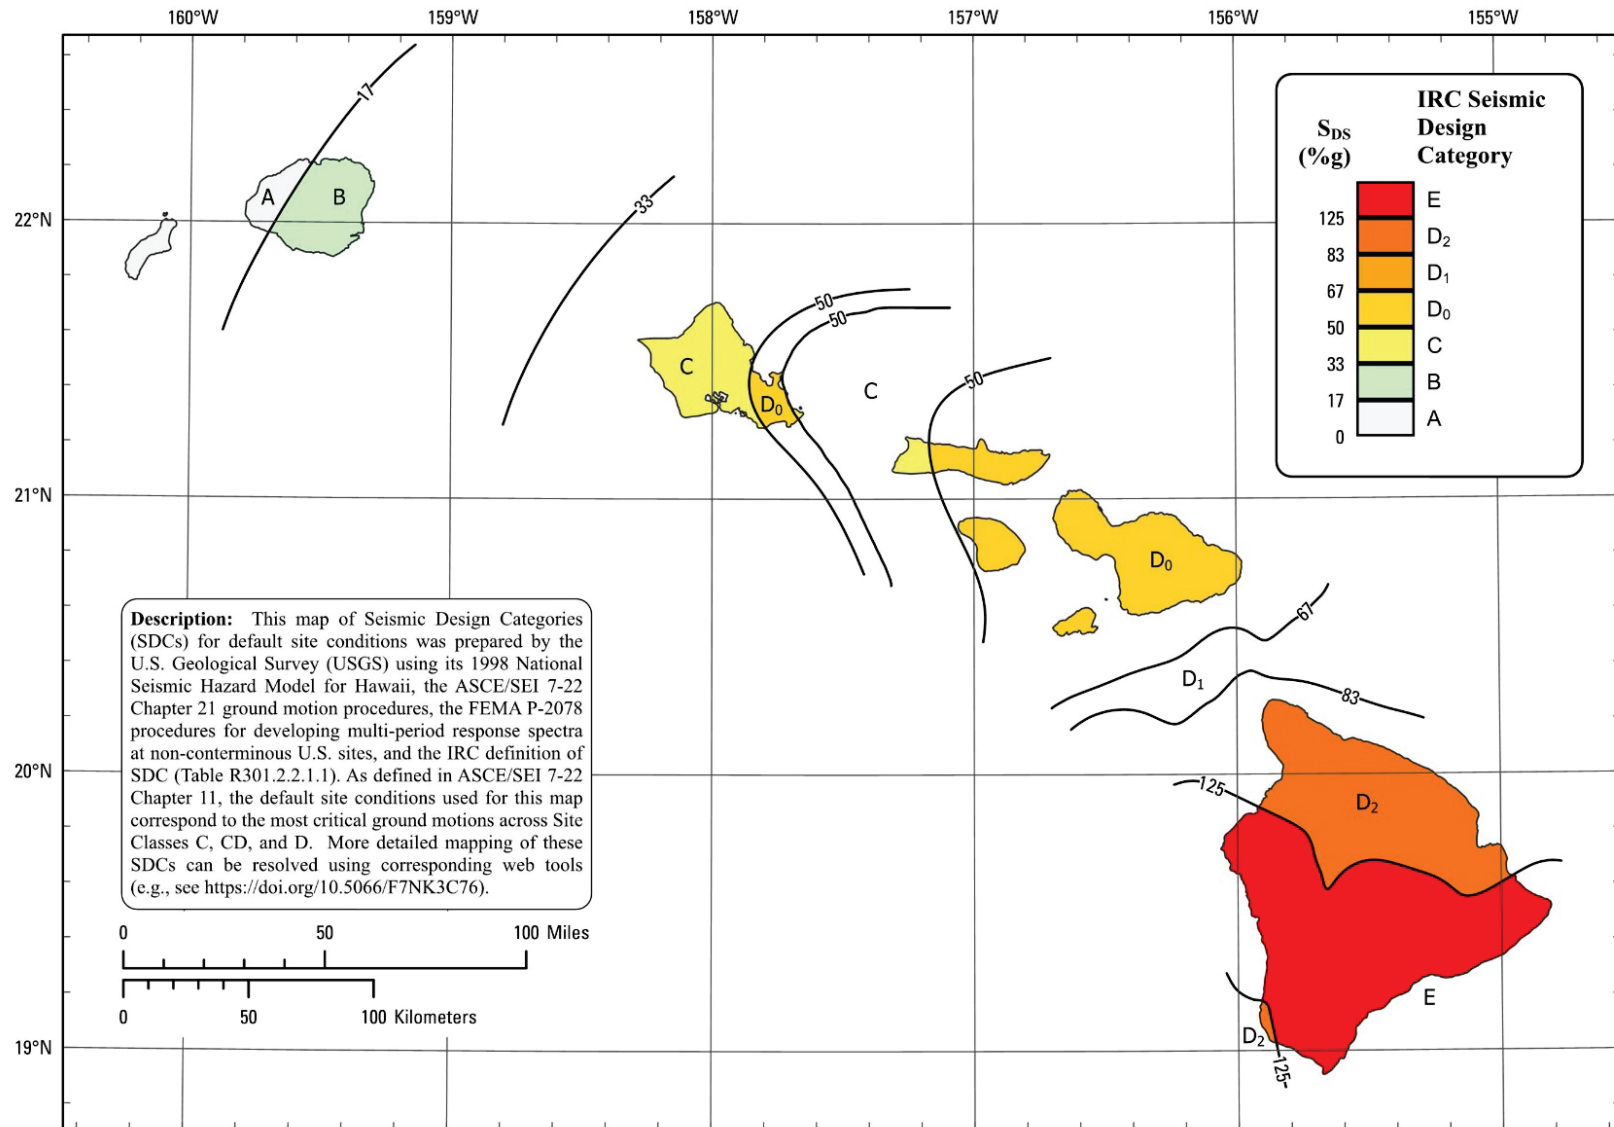 160°W 159°W 158°W 157°W 156°W 155°W
17
IRC Seismic
Design
Category
S_DS
(%g)
E
125
D₂
83
D₁
67
D₀
50
C
33
B
17
A
0
A
B
22°N
33
50
50
C
D₀
C
50
21°N
D₀
67
D₁
83
Description: This map of Seismic Design Categories
(SDCs) for default site conditions was prepared by the
U.S. Geological Survey (USGS) using its 1998 National
Seismic Hazard Model for Hawaii, the ASCE/SEI 7-22
Chapter 21 ground motion procedures, the FEMA P-2078
procedures for developing multi-period response spectra
at non-conterminous U.S. sites, and the IRC definition of
SDC (Table R301.2.2.1.1). As defined in ASCE/SEI 7-22
Chapter 11, the default site conditions used for this map
correspond to the most critical ground motions across Site
Classes C, CD, and D. More detailed mapping of these
SDCs can be resolved using corresponding web tools
(e.g., see https://doi.org/10.5066/F7NK3C76).
20°N
125
D₂
0 50 100 Miles
0 50 100 Kilometers
E
D₂
19°N
125